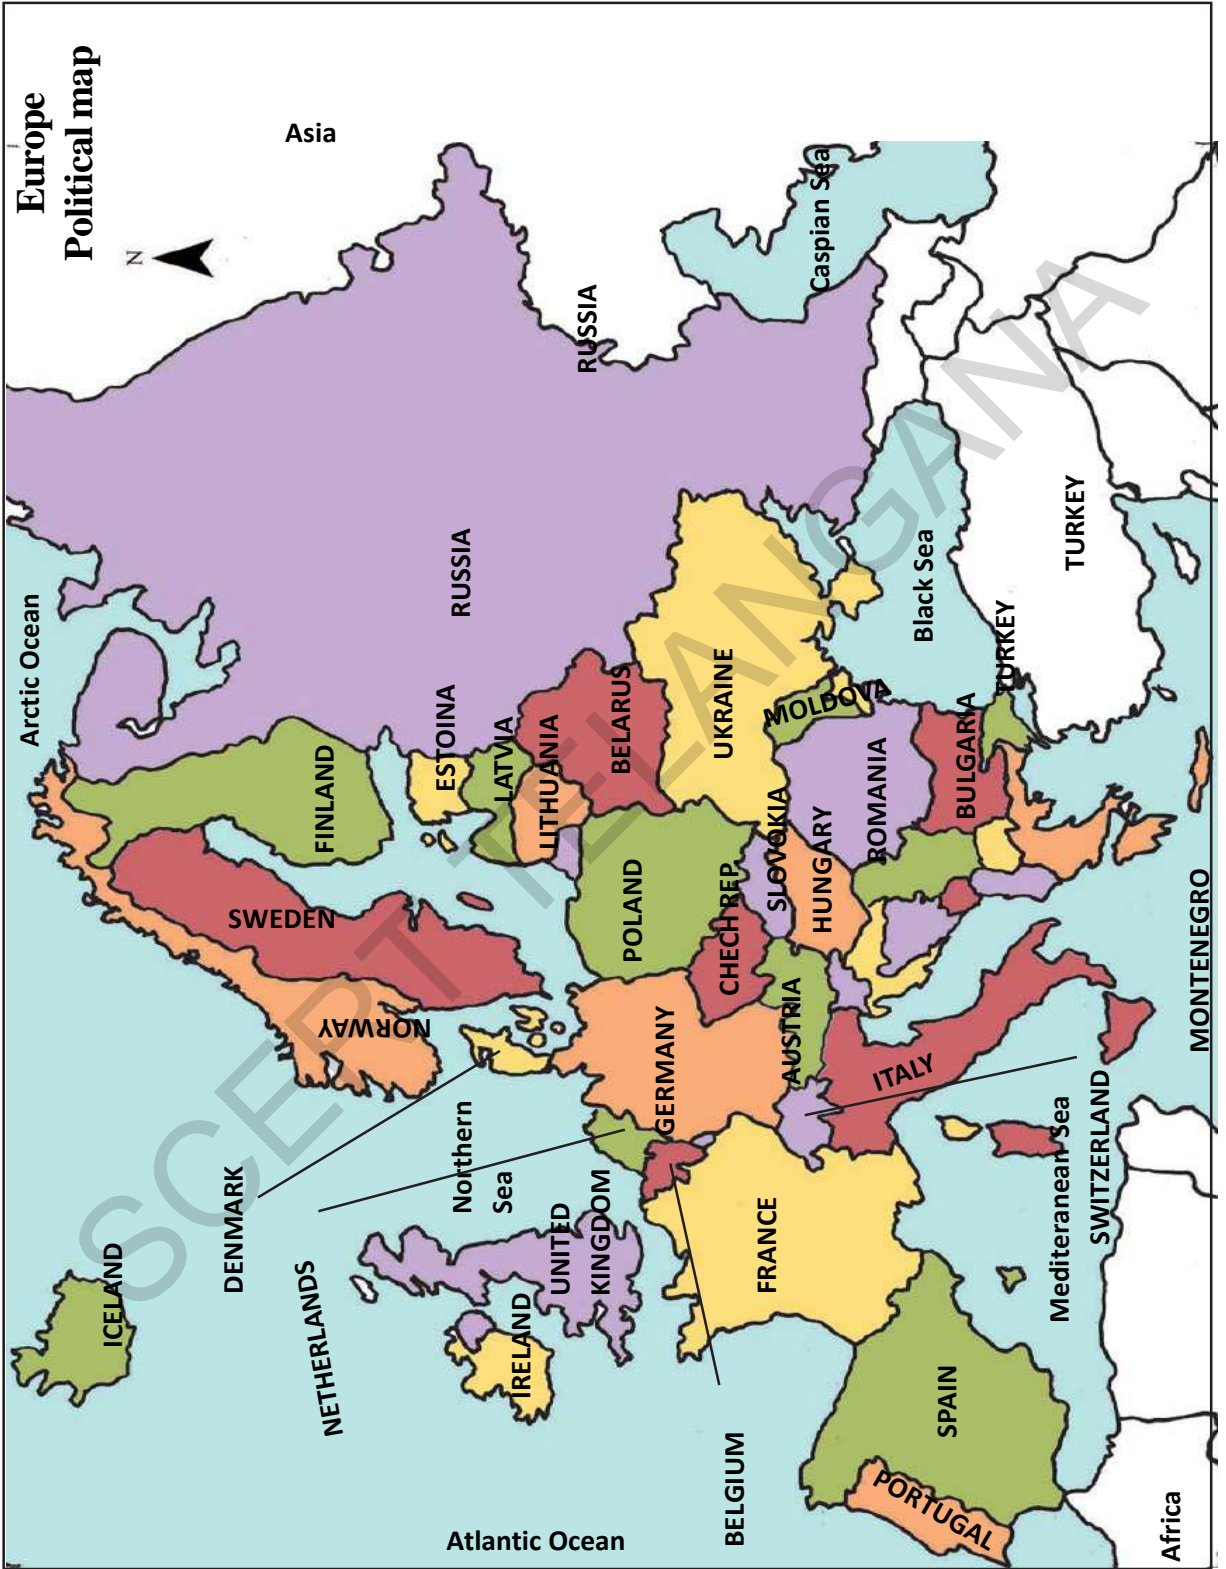 Europe
Political map
N
Asia
Arctic Ocean
RUSSIA
RUSSIA
Caspian Sea
ICELAND
NORWAY
SWEDEN
FINLAND
ESTOINA
LATVIA
LITHUANIA
BELARUS
DENMARK
NETHERLANDS
Northern
Sea
UNITED
KINGDOM
IRELAND
GERMANY
POLAND
CHECH REP.
SLOVOKIA
UKRAINE
MOLDOVA
HUNGARY
ROMANIA
AUSTRIA
BULGARIA
Black Sea
TURKEY
TURKEY
BELGIUM
FRANCE
ITALY
SPAIN
PORTUGAL
Atlantic Ocean
Mediteranean Sea
SWITZERLAND
MONTENEGRO
Africa
SCERT TELANGANA